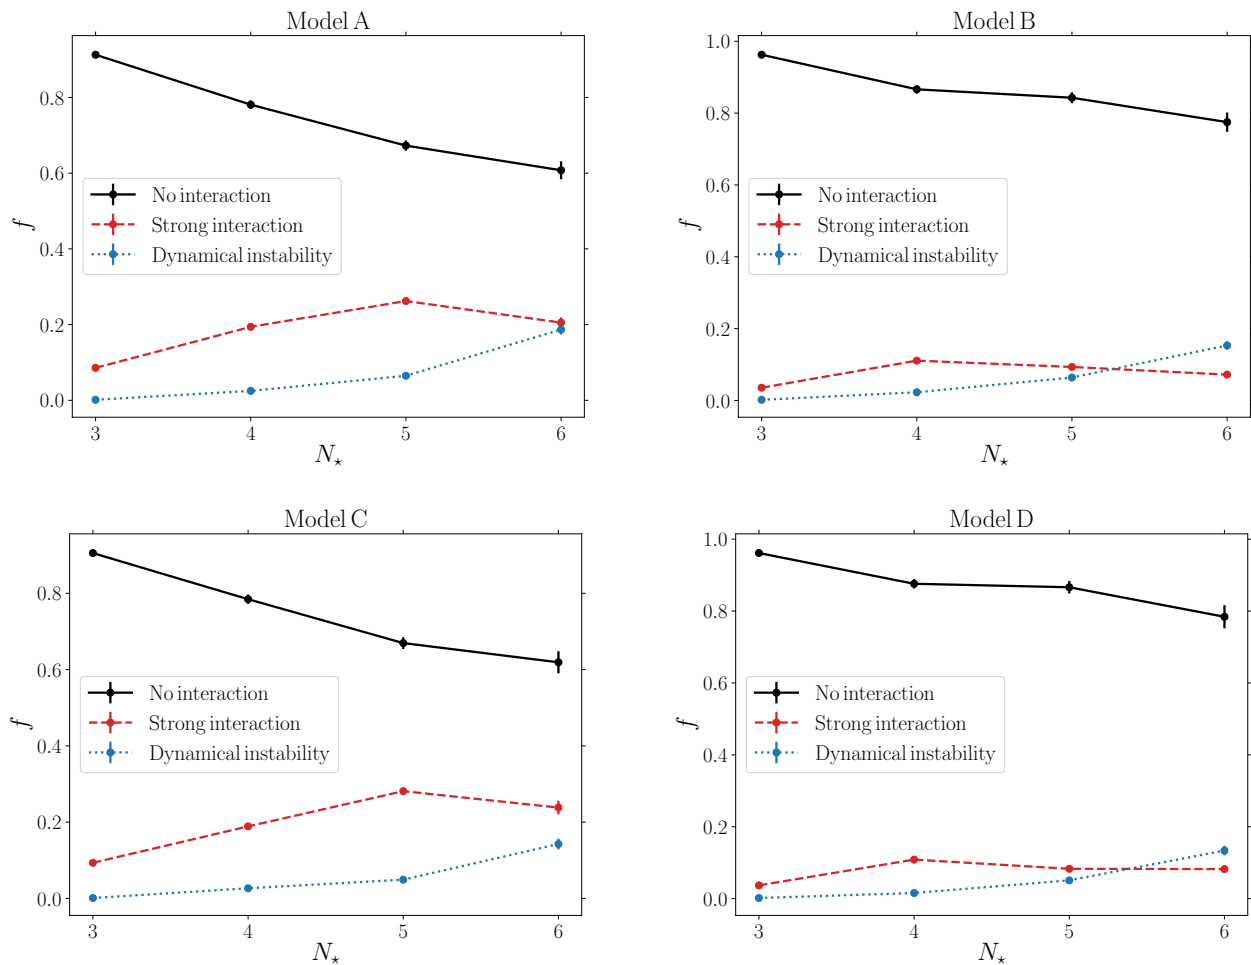 Model A
0.8
0.6
0.4
0.2
0.0
f
No interaction
Strong interaction
Dynamical instability
3 4 5 6
N⋆
Model B
1.0
0.8
0.6
0.4
0.2
0.0
f
No interaction
Strong interaction
Dynamical instability
3 4 5 6
N⋆
Model C
0.8
0.6
0.4
0.2
0.0
f
No interaction
Strong interaction
Dynamical instability
3 4 5 6
N⋆
Model D
1.0
0.8
0.6
0.4
0.2
0.0
f
No interaction
Strong interaction
Dynamical instability
3 4 5 6
N⋆